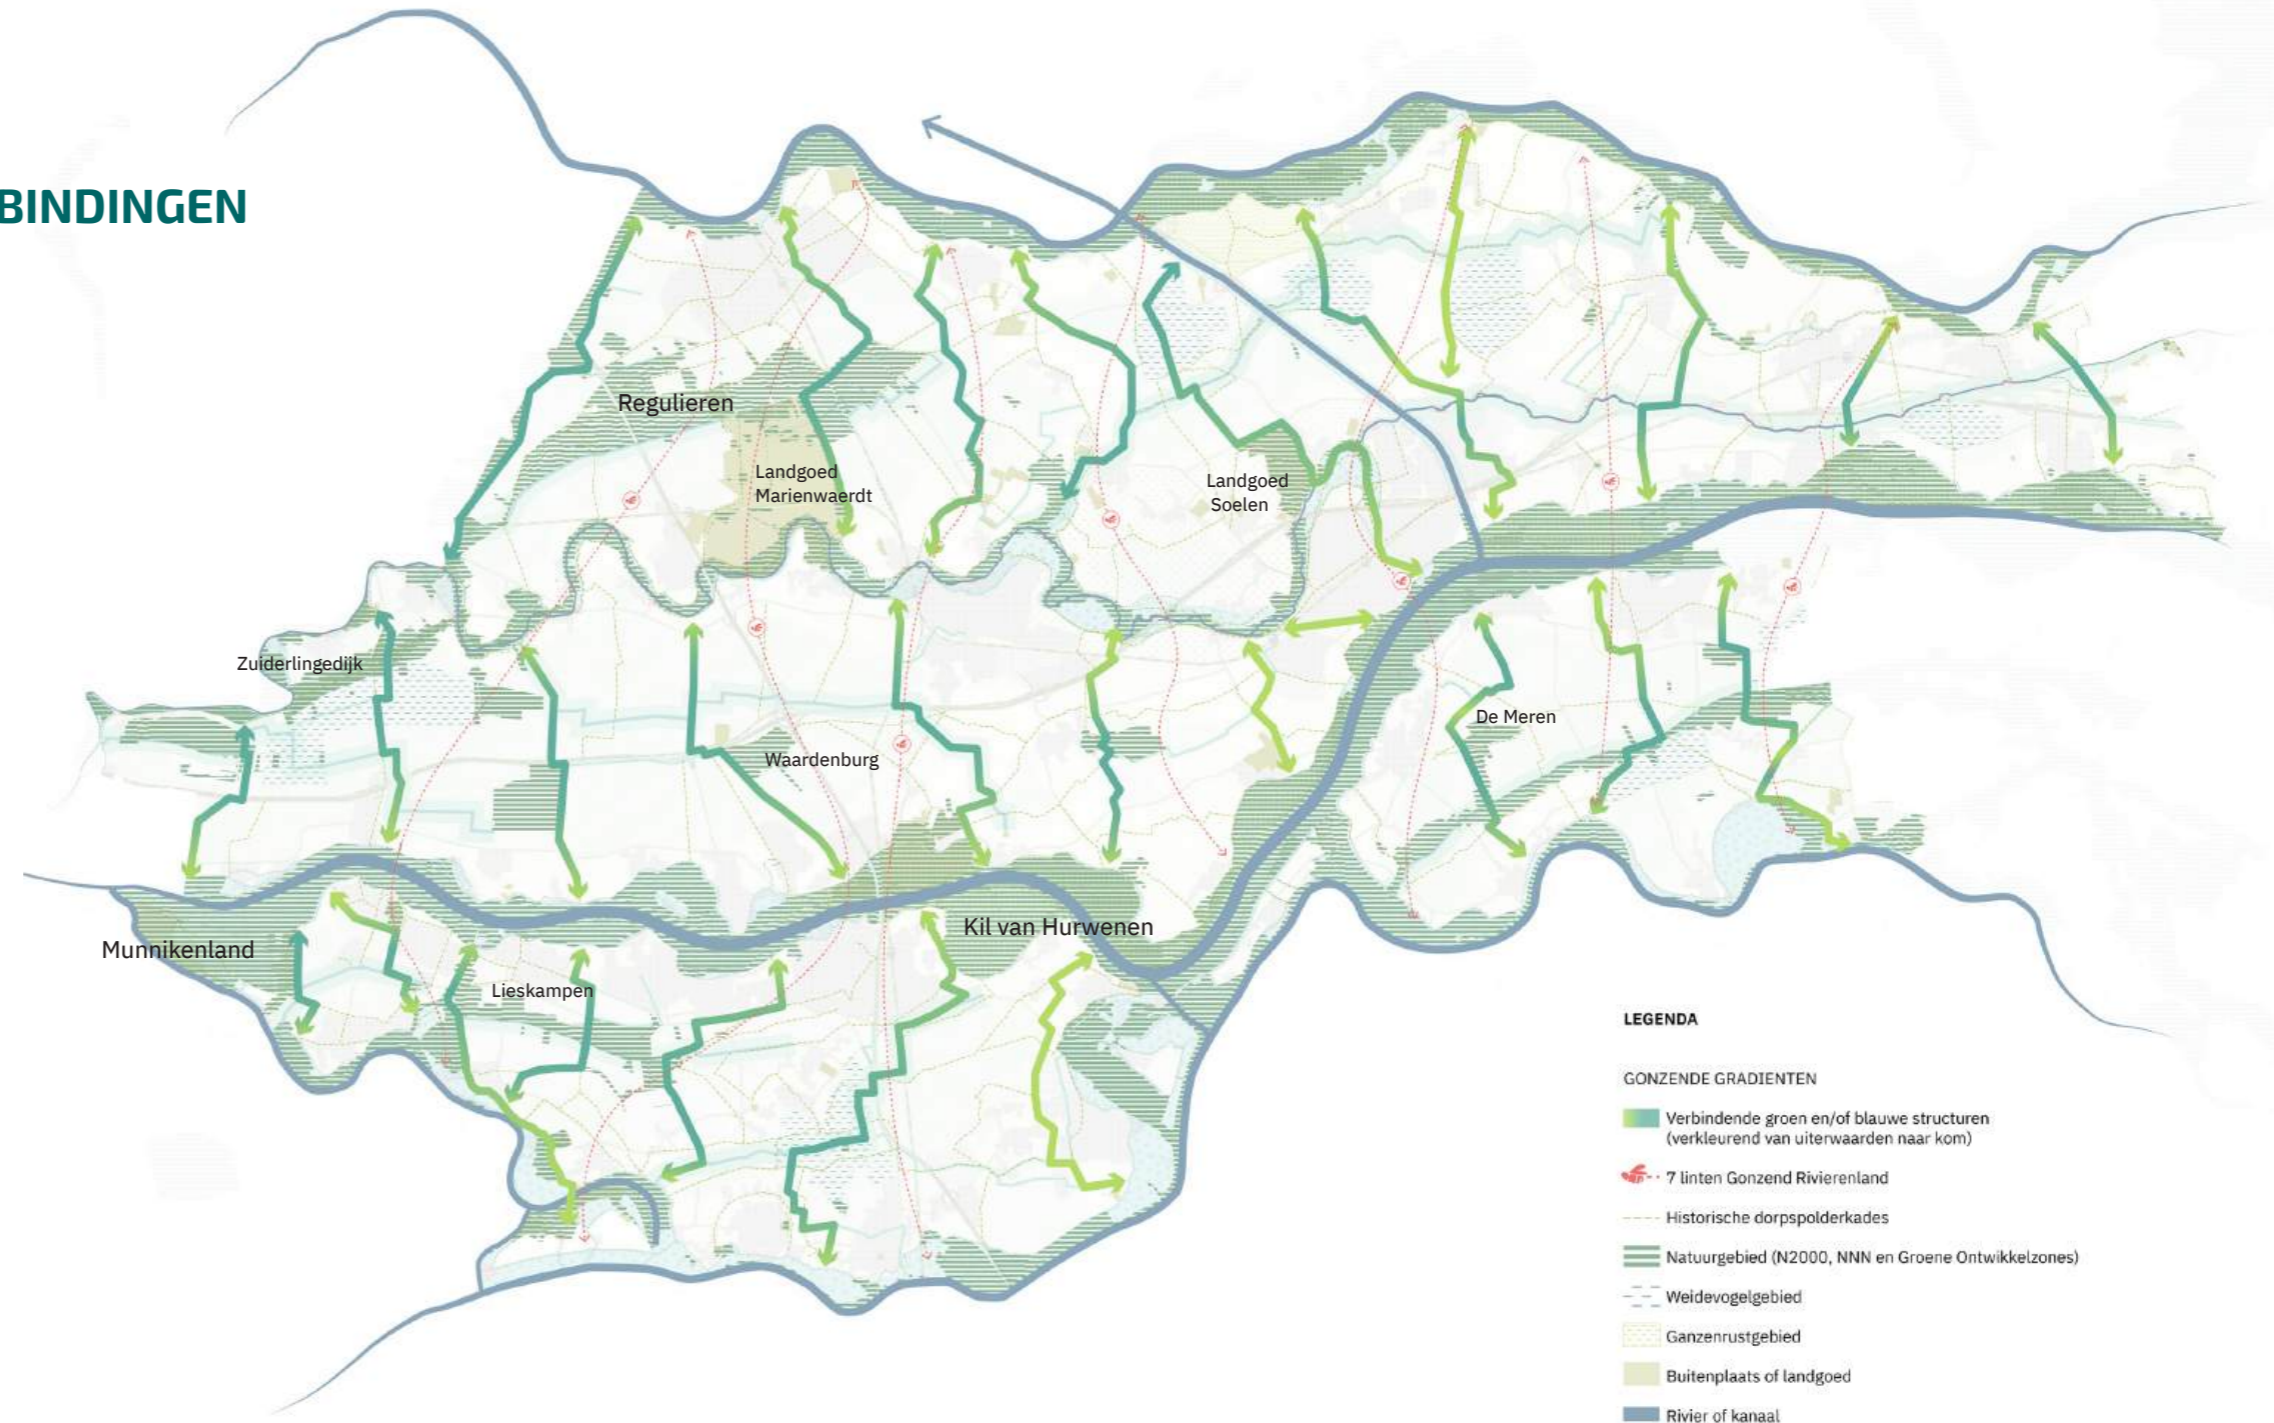 BINDINGEN
Regulieren
Landgoed
Marienwaerdt
Landgoed
Soelen
Zuiderlingedijk
De Meren
Waardenburg
Kil van Hurwenen
Munnikenland
Lieskampen
LEGENDA
GONZENDE GRADIENTEN
Verbindende groen en/of blauwe structuren
(verkleurend van uiterwaarden naar kom)
7 linten Gonzend Rivierenland
Historische dorpspolderkades
Natuurgebied (N2000, NNN en Groene Ontwikkelzones)
Weidevogelgebied
Ganzenrustgebied
Buitenplaats of landgoed
Rivier of kanaal